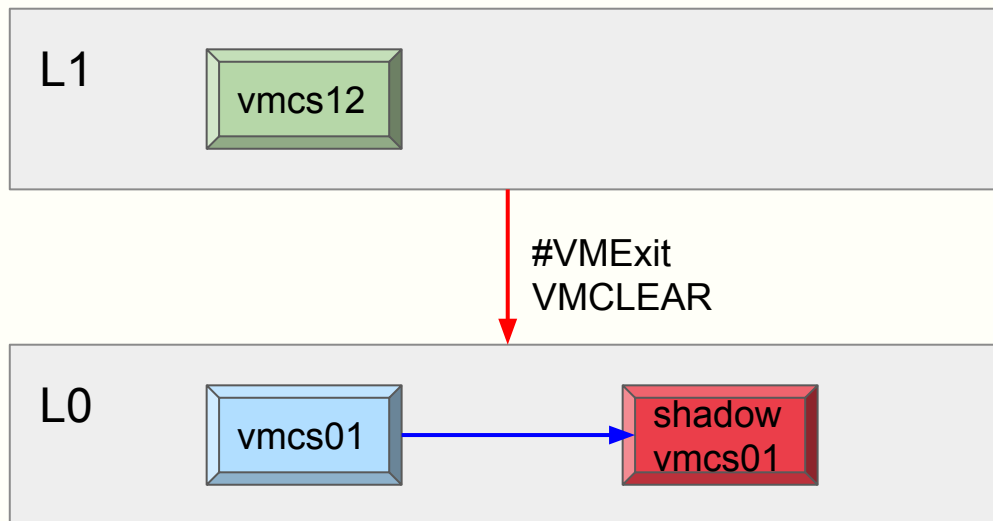 L1
vmcs12
#VMExit
VMCLEAR
L0
vmcs01
shadow
vmcs01